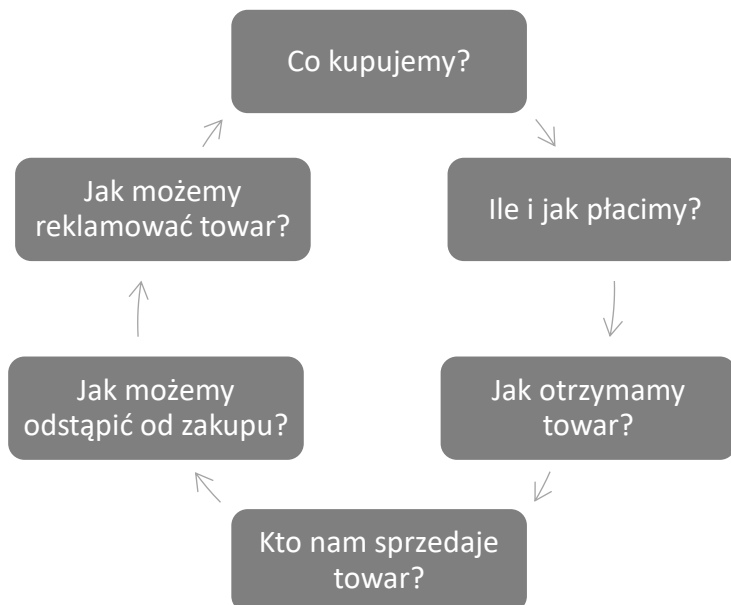 Co kupujemy?
Ile i jak płacimy?
Jak otrzymamy
towar?
Kto nam sprzedaje
towar?
Jak możemy
odstąpić od zakupu?
Jak możemy
reklamować towar?